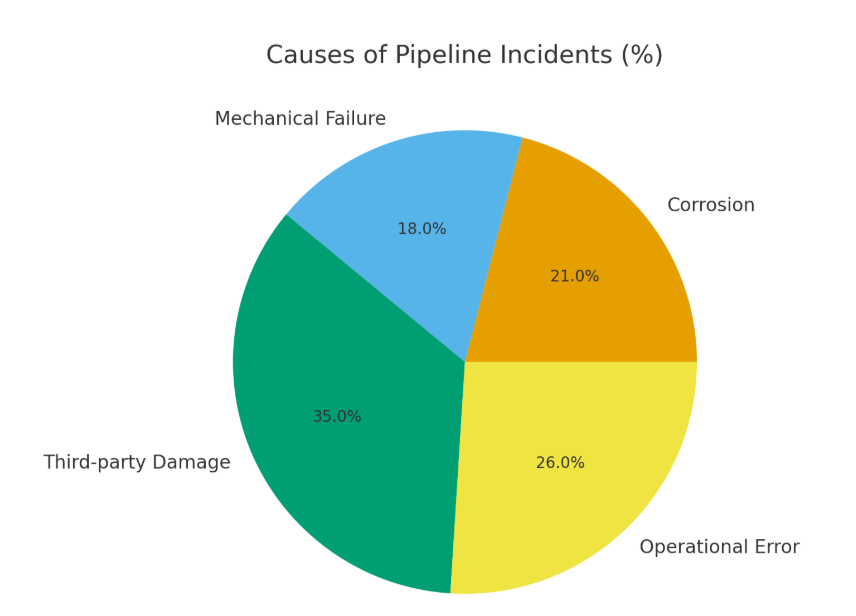 Causes of Pipeline Incidents (%)
Mechanical Failure
Corrosion
18.0%
21.0%
35.0%
Third-party Damage
26.0%
Operational Error